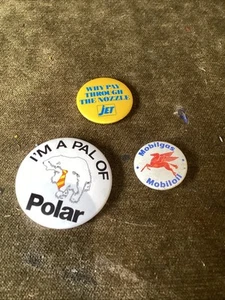 WHY PAY
THROUGH
THE NOZZLE
JET
I'M A PAL OF
Polar
Mobilgas
Mobiloil